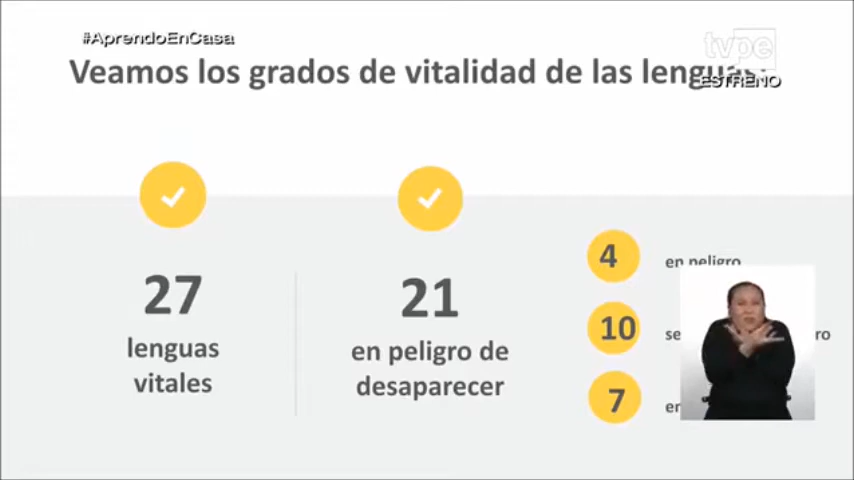 #AprendoEnCasa
tvpe
Veamos los grados de vitalidad de las lenguas:
ESTRENO
27
lenguas
vitales
21
en peligro de
desaparecer
4
en peligro
10
7